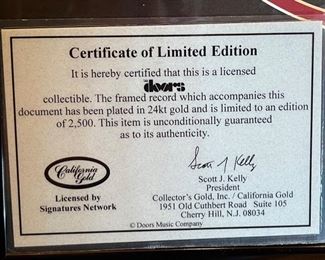 Certificate of Limited Edition
It is hereby certified that this is a licensed
the doors
collectible. The framed record which accompanies this
document has been plated in 24kt gold and is limited to an edition
of 2,500. This item is unconditionally guaranteed
as to its authenticity.
Scott J Kelly
California
Gold
Licensed by
Signatures Network
Scott J. Kelly
President
Collector's Gold, Inc. / California Gold
1951 Old Cuthbert Road Suite 105
Cherry Hill, N.J. 08034
© Doors Music Company